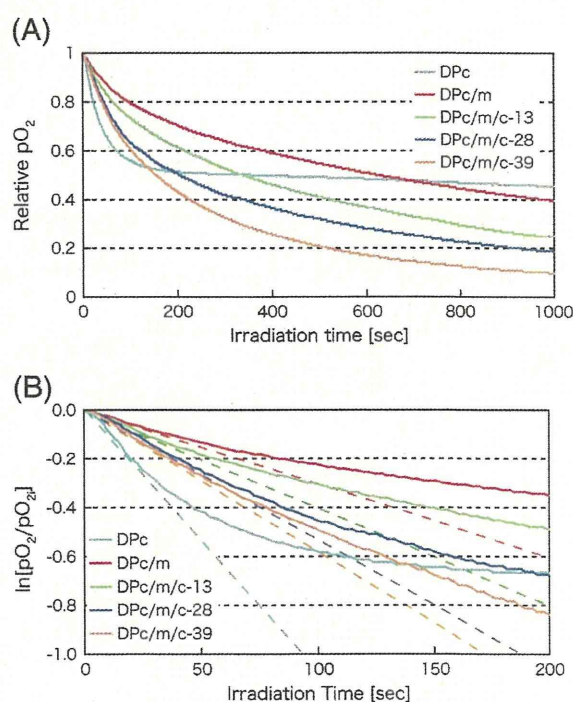 (A)
1
0.8
0.6
0.4
0.2
0
Relative pO₂
DPc
DPc/m
DPc/m/c-13
DPc/m/c-28
DPc/m/c-39
0 200 400 600 800 1000
Irradiation time [sec]
(B)
0.0
-0.2
-0.4
-0.6
-0.8
-1.0
ln[pO₂/pO₂ᵢ]
DPc
DPc/m
DPc/m/c-13
DPc/m/c-28
DPc/m/c-39
0 50 100 150 200
Irradiation Time [sec]